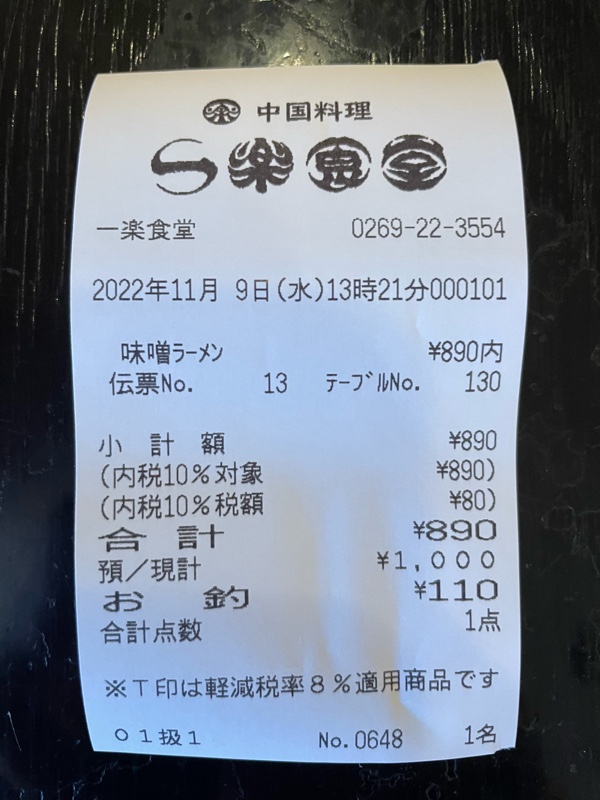 楽 中国料理
一楽食堂
一楽食堂 0269-22-3554
2022年11月 9日(水)13時21分000101
味噌ラーメン ¥890内
伝票No. 13 テーブルNo. 130
小 計 額 ¥890
(内税10%対象 ¥890)
(内税10%税額 ¥80)
合 計 ¥890
預/現計 ¥1,000
お 釣 ¥110
合計点数 1点
※T印は軽減税率8%適用商品です
01扱1 No.0648 1名